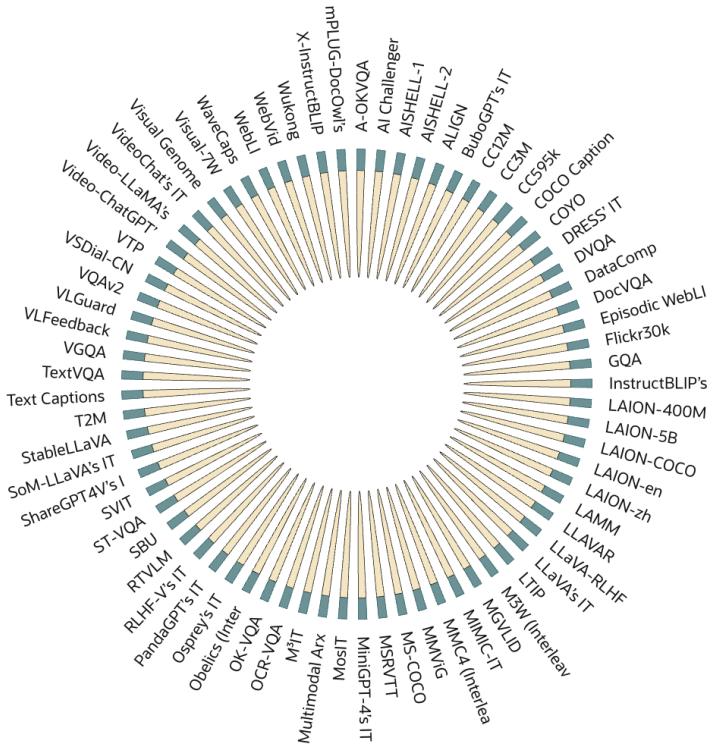 A-OKVQA
AI Challenger
AISHELL-1
AISHELL-2
ALIGN
BuboGPT's IT
CC12M
CC3M
CC595k
COCO Caption
COYO
DRESS' IT
DVQA
DataComp
DocVQA
Episodic WebLI
Flickr30k
GQA
InstructBLIP's
LAION-400M
LAION-5B
LAION-COCO
LAION-en
LAION-zh
LAMM
LLAVAR
LLaVA-RLHF
LLaVA's IT
LTIP
M3W (Interleav
MGVLID
MIMIC-IT
MMC4 (Interlea
MMViG
MS-COCO
MSRVTT
MiniGPT-4's IT
MosIT
Multimodal Arx
M³IT
OCR-VQA
OK-VQA
Obelics (Inter
Osprey's IT
PandaGPT's IT
RLHF-V's IT
RTVLM
SBU
ST-VQA
SVIT
ShareGPT4V's I
SoM-LLaVA's IT
StableLLaVA
T2M
Text Captions
TextVQA
VGQA
VLFeedback
VLGuard
VQAv2
VSDial-CN
VTP
Video-ChatGPT'
Video-LLaMA's
VideoChat's IT
Visual Genome
Visual-7W
WaveCaps
WebLI
WebVid
Wukong
X-InstructBLIP
mPLUG-DocOwl's